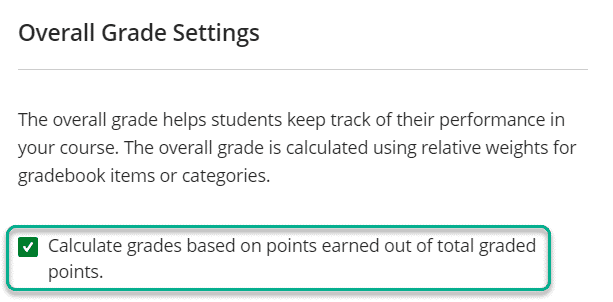 Overall Grade Settings
The overall grade helps students keep track of their performance in
your course. The overall grade is calculated using relative weights for
gradebook items or categories.
Calculate grades based on points earned out of total graded
points.